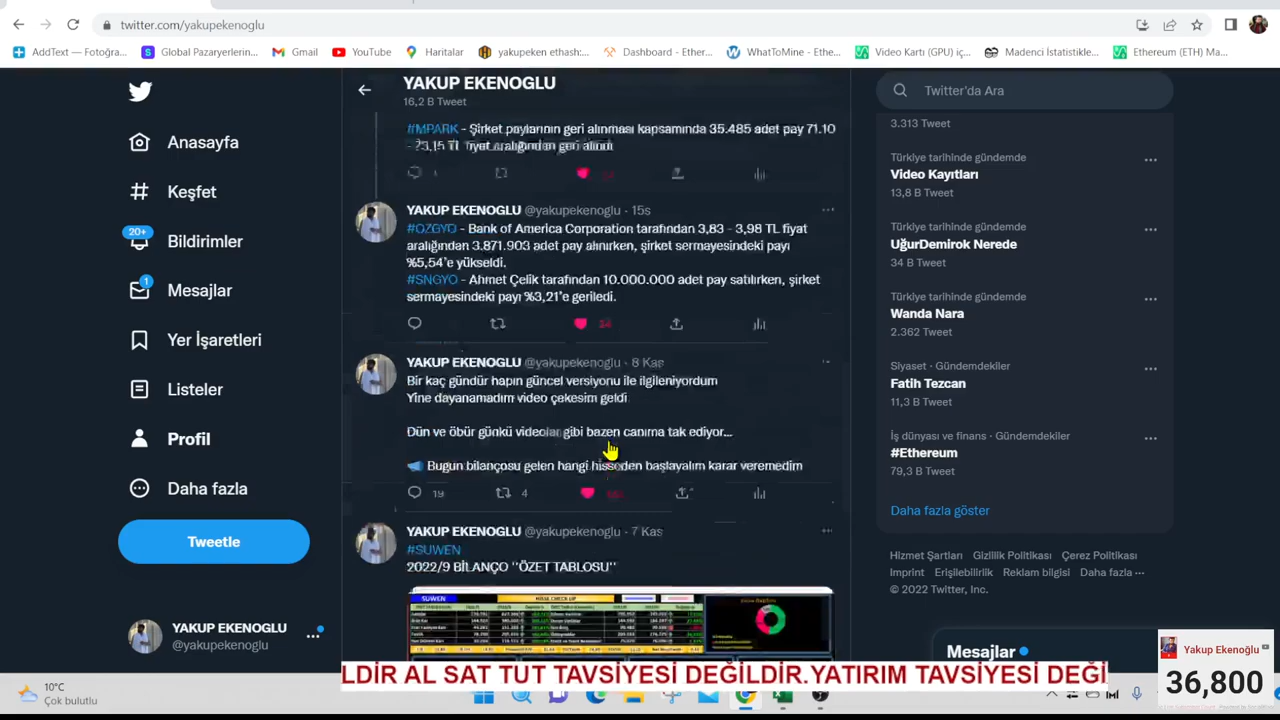 twitter.com/yakupekenoglu
AddText — Fotoğra...
Global Pazaryerlerin...
Gmail
YouTube
Haritalar
yakupeken ethash:...
Dashboard - Ether...
WhatToMine - Ethe...
Video Kartı (GPU) iç...
Madenci İstatistikle...
Ethereum (ETH) Ma...
Anasayfa
Keşfet
20+
Bildirimler
1
Mesajlar
Yer İşaretleri
Listeler
Profil
Daha fazla
Tweetle
YAKUP EKENOGLU
@yakupekenoglu
YAKUP EKENOGLU
16,2 B Tweet
#MPARK - Şirket paylarının geri alınması kapsamında 35.485 adet pay 71.10
TL fiyat aralığından geri alındı
YAKUP EKENOGLU @yakupekenoglu · 15s
#OZGYO - Bank of America Corporation tarafından 3,83 - 3,98 TL fiyat
aralığından 3.871.903 adet pay alınırken, şirket sermayesindeki payı
%5,54'e yükseldi.
#SNGYO - Ahmet Çelik tarafından 10.000.000 adet pay satılırken, şirket
sermayesindeki payı %3,21'e geriledi.
YAKUP EKENOGLU @yakupekenoglu · 8 Kas
Bir kaç gündür hapın güncel versiyonu ile ilgileniyordum
Yine dayanamadım video çekesim geldi
Dün ve öbür günkü videolar gibi bazen canıma tak ediyor...
Bugün bilançosu gelen hangi hisseden başlayalım karar veremedim
19
4
YAKUP EKENOGLU @yakupekenoglu · 7 Kas
#SUWEN
2022/9 BİLANÇO ''ÖZET TABLOSU''
SUWEN
HİSSE CHECK UP
Twitter'da Ara
3.313 Tweet
Türkiye tarihinde gündemde
Video Kayıtları
13,8 B Tweet
Türkiye tarihinde gündemde
UğurDemirok Nerede
34 B Tweet
Türkiye tarihinde gündemde
Wanda Nara
2.362 Tweet
Siyaset · Gündemdekiler
Fatih Tezcan
11,3 B Tweet
İş dünyası ve finans · Gündemdekiler
#Ethereum
79,3 B Tweet
Daha fazla göster
Hizmet Şartları Gizlilik Politikası Çerez Politikası
Imprint Erişilebilirlik Reklam bilgisi Daha fazla ···
© 2022 Twitter, Inc.
Mesajlar
Yakup Ekenoğlu
36,800
LDİR AL SAT TUT TAVSİYESİ DEĞİLDİR.YATIRIM TAVSİYESİ DEĞİ
10°C
Çok bulutlu